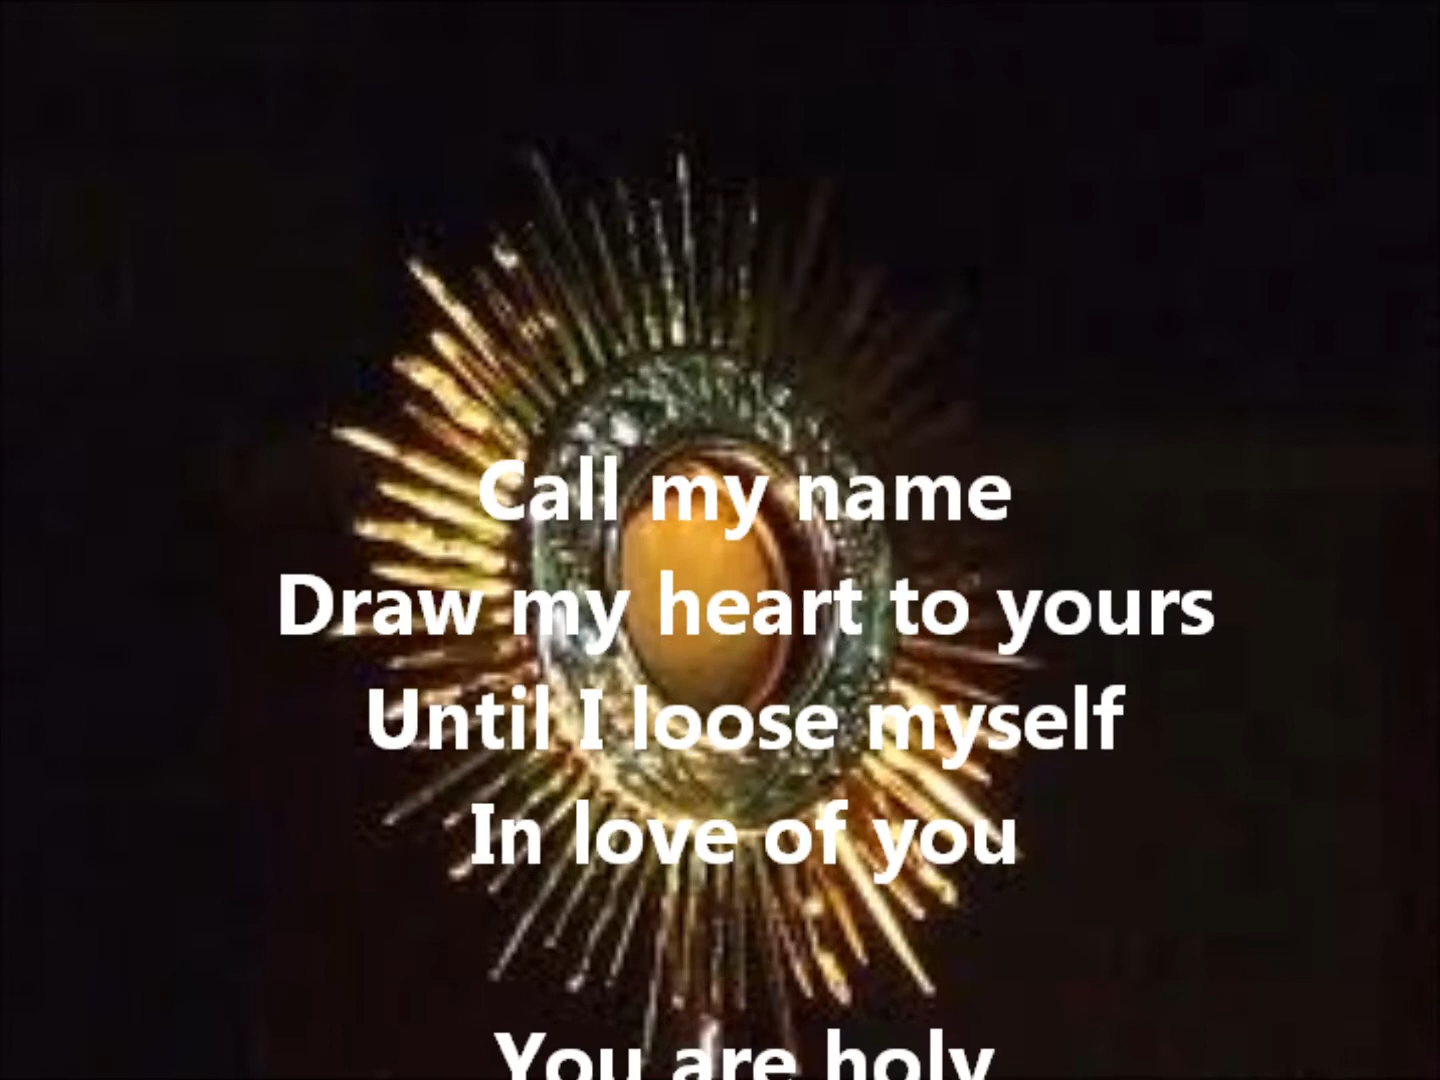 Call my name
Draw my heart to yours
Until I loose myself
In love of you
You are holy